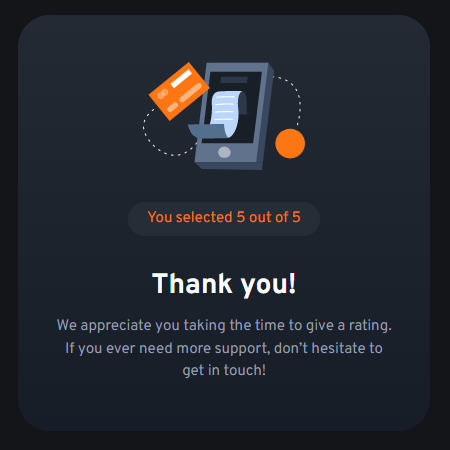 You selected 5 out of 5
Thank you!
We appreciate you taking the time to give a rating.
If you ever need more support, don’t hesitate to
get in touch!